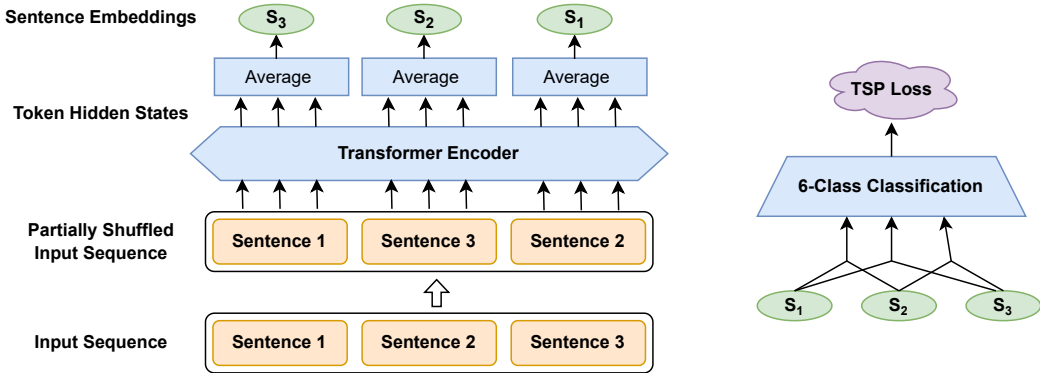 Sentence Embeddings
S3
S2
S1
Average
Average
Average
Token Hidden States
Transformer Encoder
Partially Shuffled
Input Sequence
Sentence 1
Sentence 3
Sentence 2
Input Sequence
Sentence 1
Sentence 2
Sentence 3
TSP Loss
6-Class Classification
S1
S2
S3